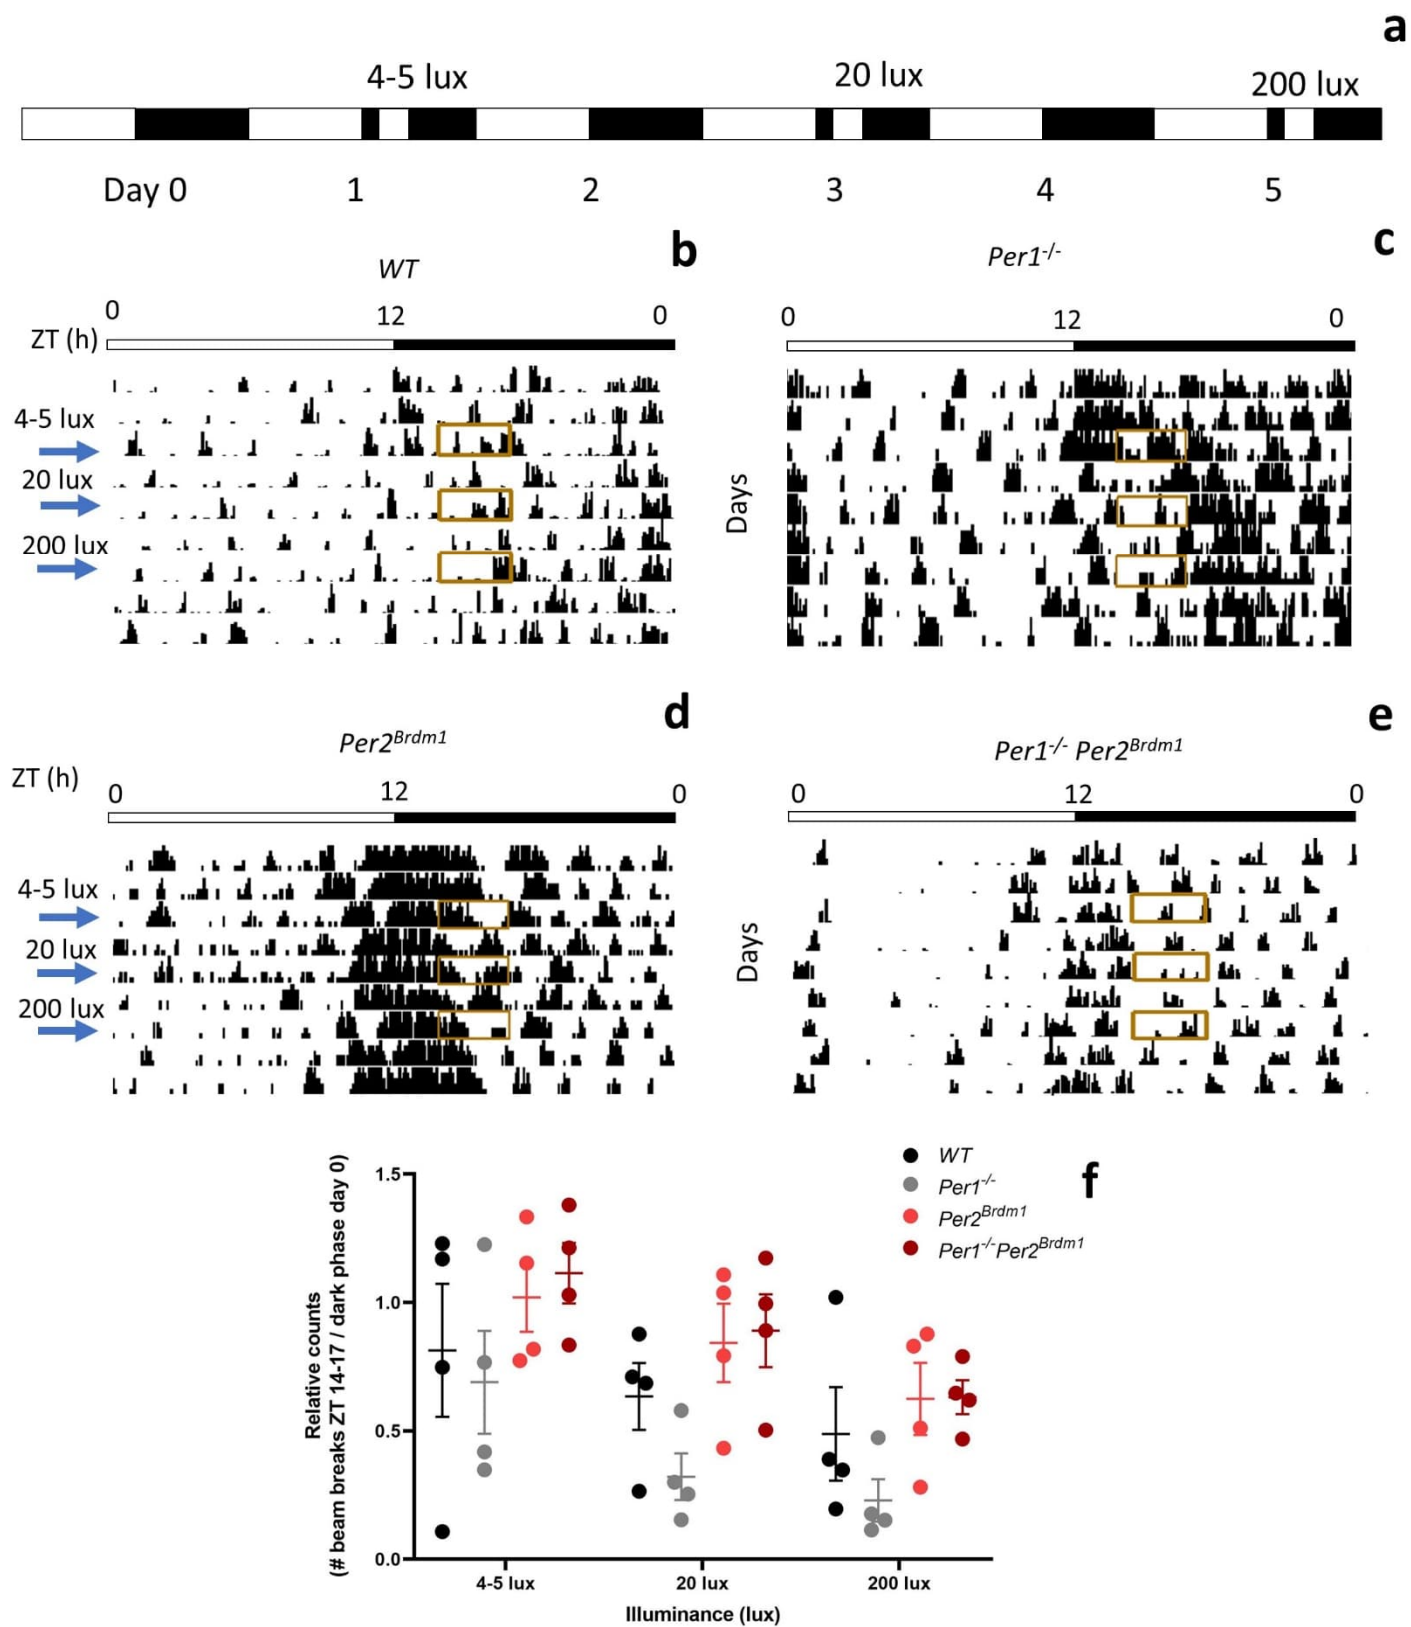 a
4-5 lux
20 lux
200 lux
Day 0
1
2
3
4
5
b
WT
0
12
0
ZT (h)
4-5 lux
20 lux
200 lux
c
Per1-/-
0
12
0
Days
d
Per2Brdm1
ZT (h)
0
12
0
4-5 lux
20 lux
200 lux
e
Per1-/- Per2Brdm1
0
12
0
Days
f
WT
Per1-/-
Per2Brdm1
Per1-/-Per2Brdm1
Relative counts
(# beam breaks ZT 14-17 / dark phase day 0)
1.5
1.0
0.5
0.0
4-5 lux
20 lux
200 lux
Illuminance (lux)